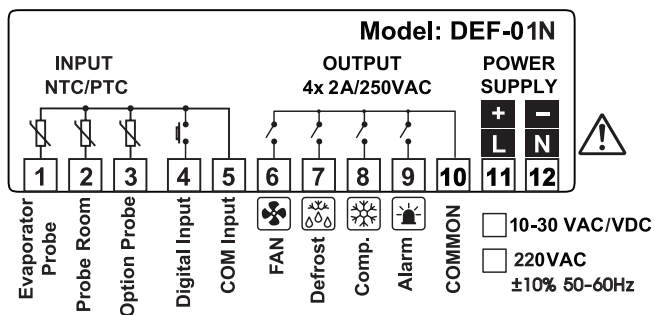 Model: DEF-01N
INPUT
NTC/PTC
OUTPUT
4x 2A/250VAC
POWER
SUPPLY
+ −
L N
1 2 3 4 5 6 7 8 9 10 11 12
Evaporator
Probe
Probe Room
Option Probe
Digital Input
COM Input
FAN
Defrost
Comp.
Alarm
COMMON
10-30 VAC/VDC
220VAC
±10% 50-60Hz